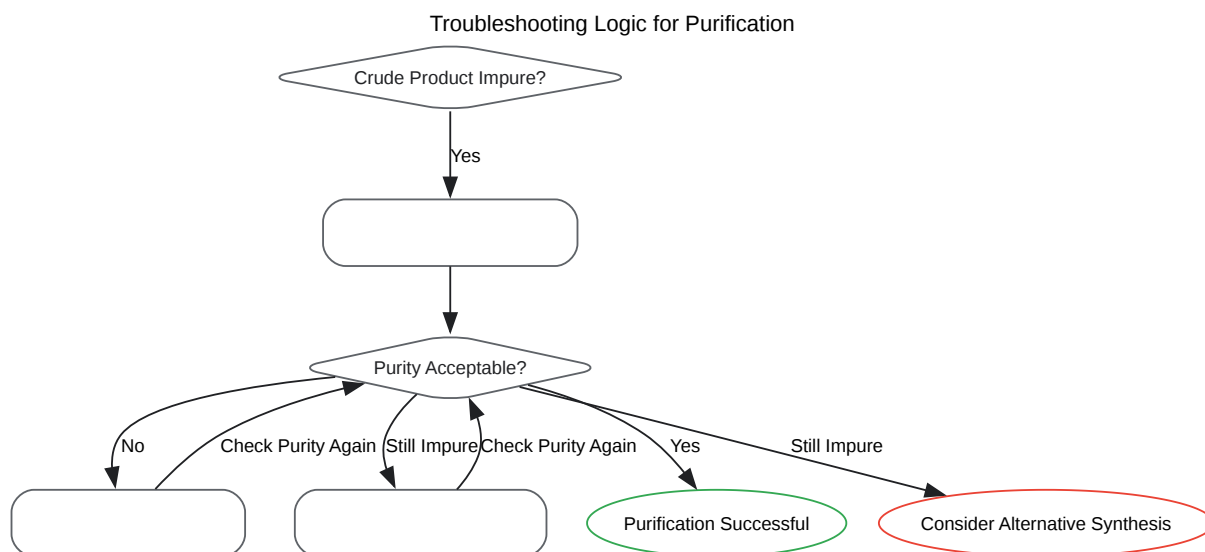 Troubleshooting Logic for Purification
Crude Product Impure?
Yes
Purity Acceptable?
No
Check Purity Again
Still Impure
Check Purity Again
Yes
Still Impure
Purification Successful
Consider Alternative Synthesis